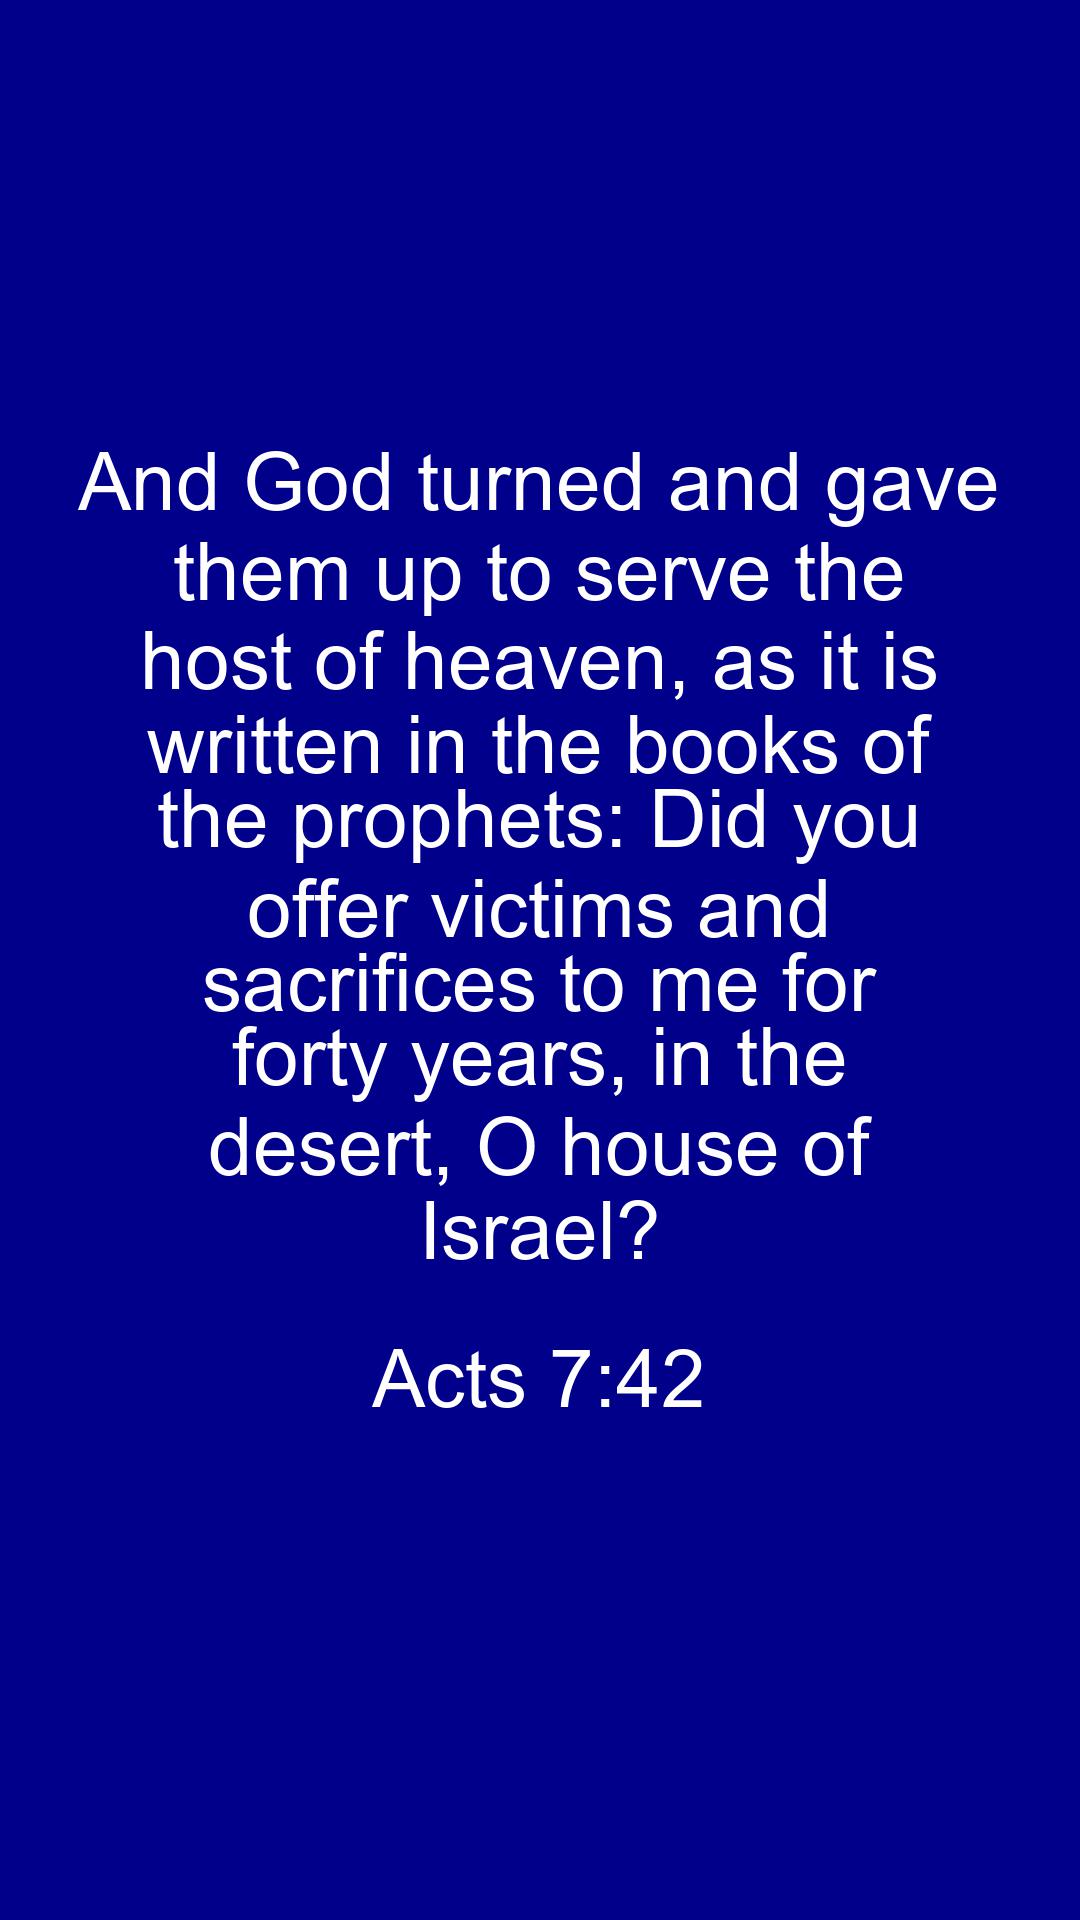 And God turned and gave
them up to serve the
host of heaven, as it is
written in the books of
the prophets: Did you
offer victims and
sacrifices to me for
forty years, in the
desert, O house of
Israel?
Acts 7:42